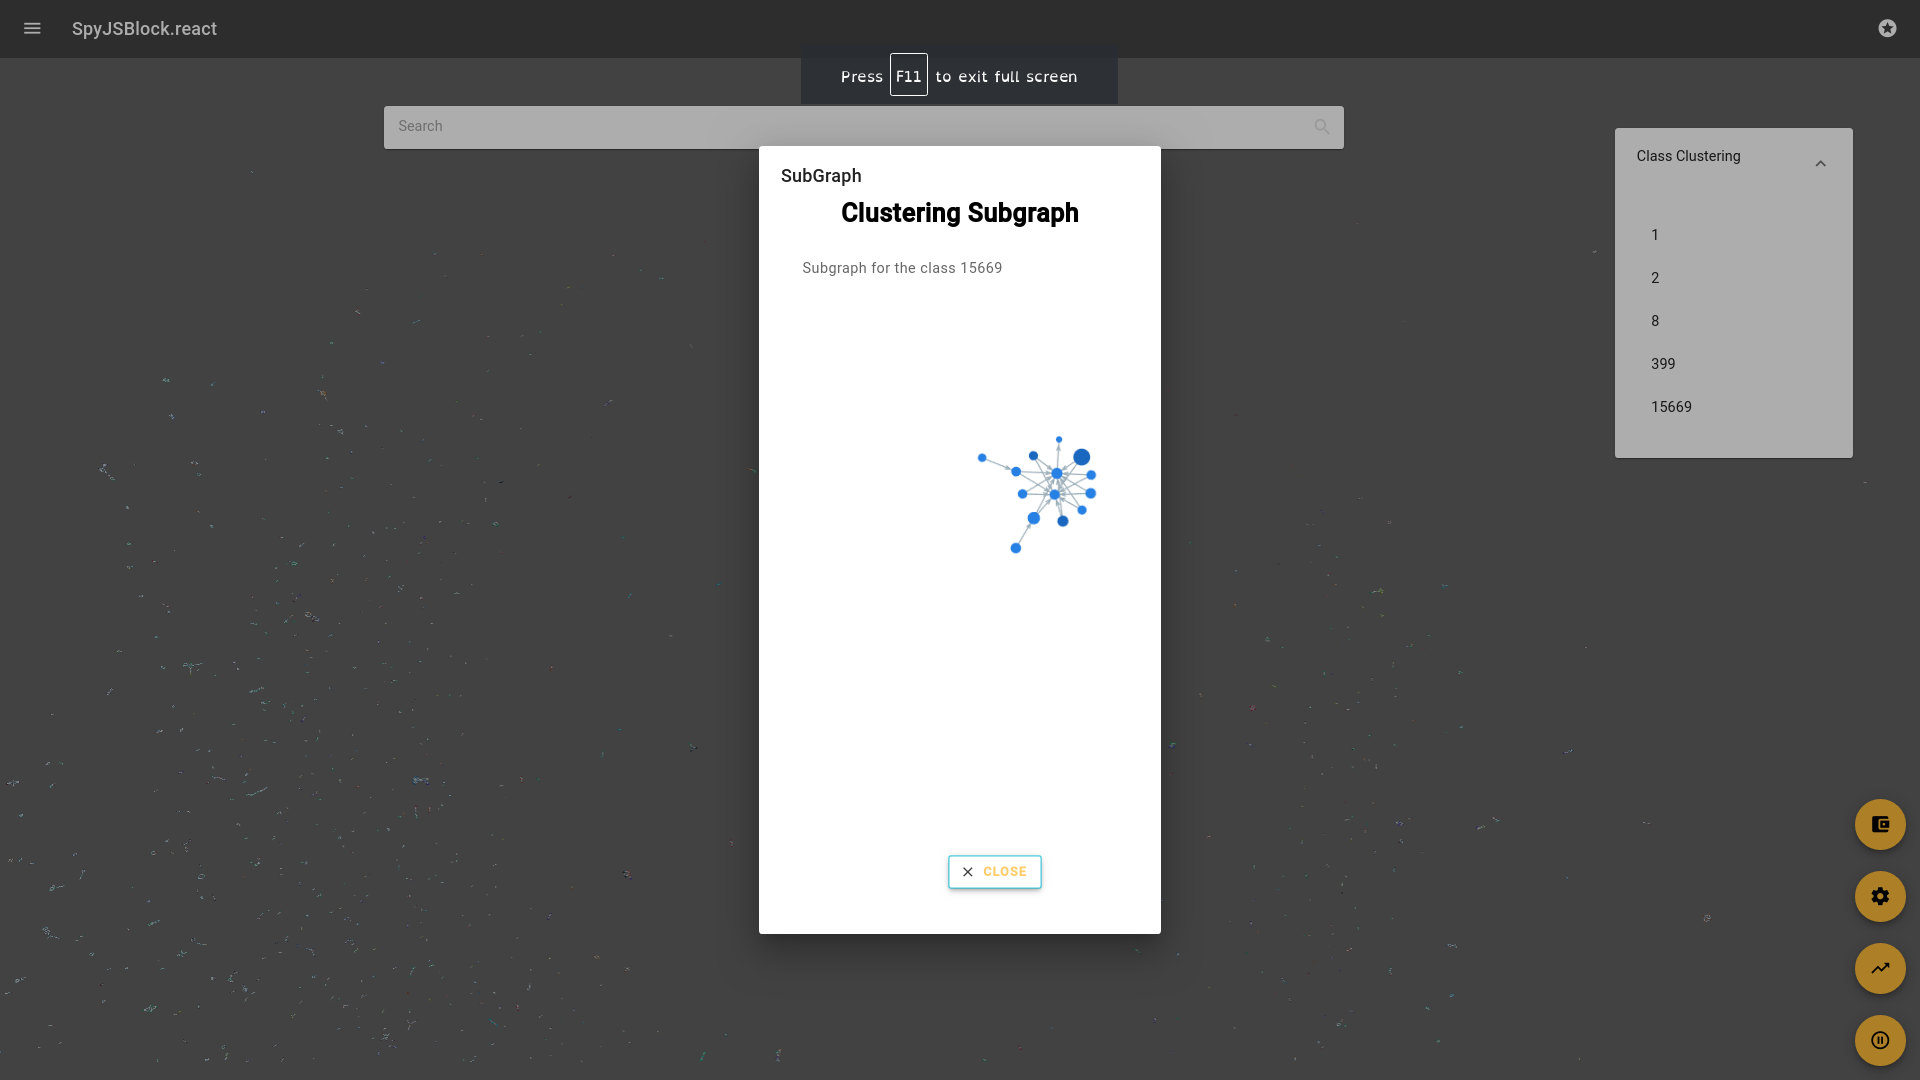 SpyJSBlock.react
Press F11 to exit full screen
Search
SubGraph
Clustering Subgraph
Subgraph for the class 15669
CLOSE
Class Clustering
1
2
8
399
15669